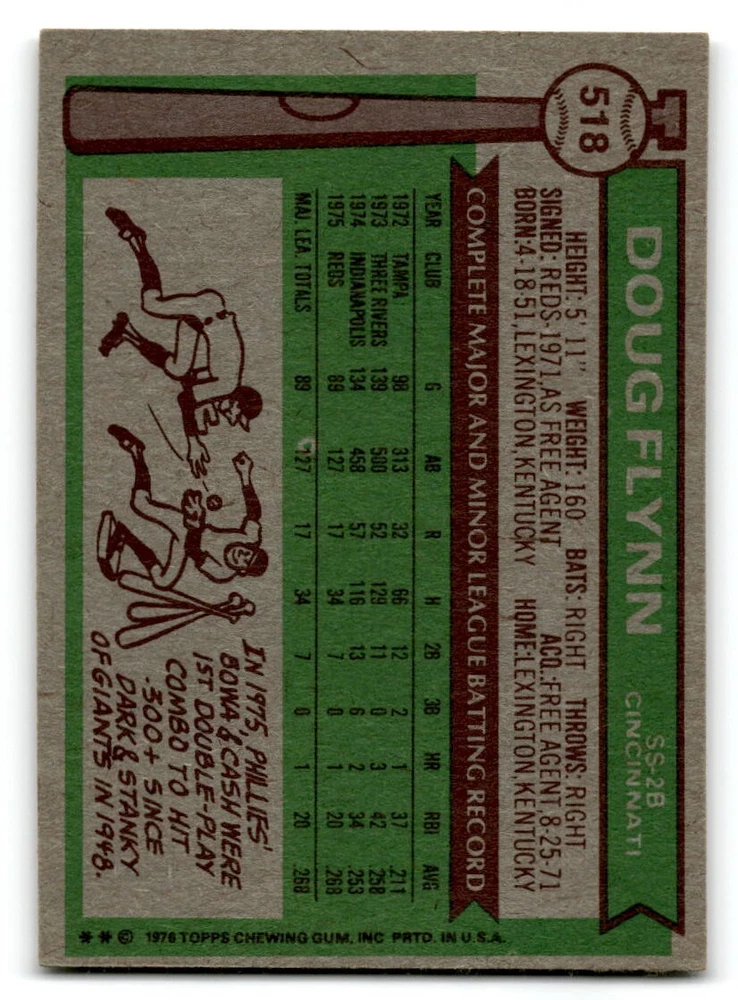 518
DOUG FLYNN SS-2B
CINCINNATI
HEIGHT: 5' 11" WEIGHT: 160 BATS: RIGHT THROWS: RIGHT
SIGNED: REDS-1971, AS FREE AGENT ACQ: FREE AGENT, 8-25-71
BORN: 4-18-51, LEXINGTON, KENTUCKY HOME: LEXINGTON, KENTUCKY
COMPLETE MAJOR AND MINOR LEAGUE BATTING RECORD
YEAR CLUB G AB R H 2B 3B HR RBI AVG
1972 TAMPA 98 313 32 66 12 2 1 37 .211
1973 THREE RIVERS 139 500 52 129 11 0 3 42 .258
1974 INDIANAPOLIS 134 458 57 116 13 6 2 34 .253
1975 REDS 89 127 17 34 7 0 1 20 .268
MAJ. LEA. TOTALS 89 127 17 34 7 0 1 20 .268
IN 1975, PHILLIES'
BOWA & CASH WERE
1ST DOUBLE-PLAY
COMBO TO HIT
.300+ SINCE
DARK & STANKY
OF GIANTS IN 1948.
** © 1976 TOPPS CHEWING GUM, INC PRTD. IN U.S.A.